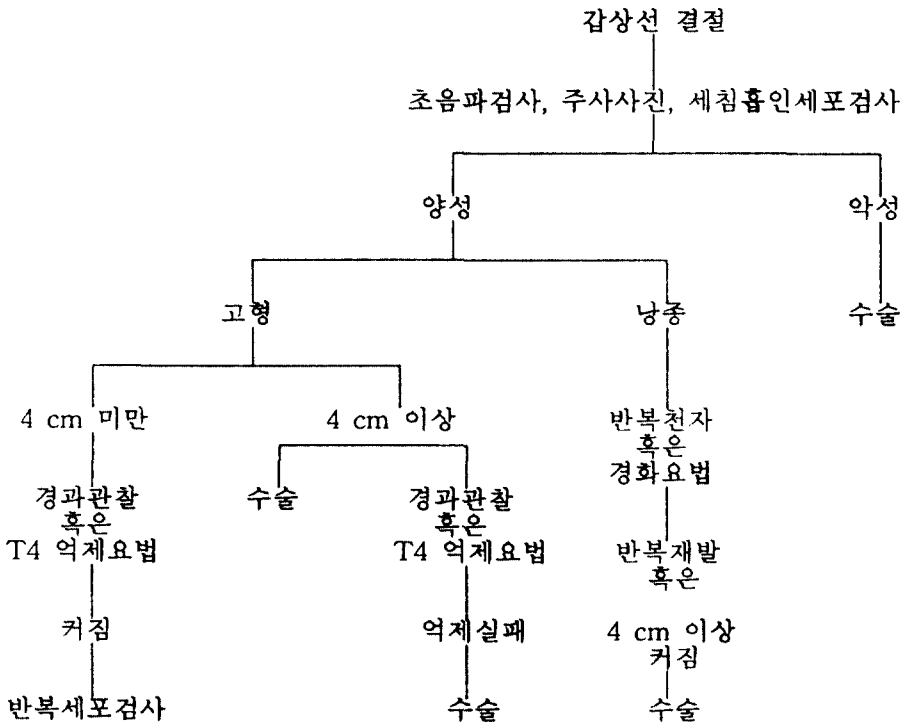 갑상선 결절
초음파검사, 주사사진, 세침흡인세포검사
양성 악성
고형 낭종 수술
4 cm 미만 4 cm 이상 반복천자
혹은
경화요법
경과관찰 수술 경과관찰
혹은 혹은
T4 억제요법 T4 억제요법 반복재발
혹은
커짐 억제실패 4 cm 이상
커짐
반복세포검사 수술 수술